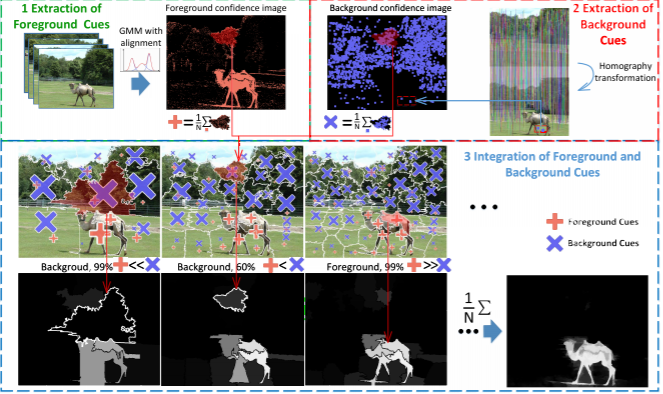 1 Extraction of
Foreground Cues
GMM with
alignment
Foreground confidence image
+=1/N∑
Background confidence image
×=1/N∑
2 Extraction of
Background
Cues
Homography
transformation
3 Integration of Foreground and
Background Cues
...
Foreground Cues
Background Cues
Backgroud, 99% + << ×
Background, 60% + < ×
Foreground, 99% + >> ×
1/N ∑
...